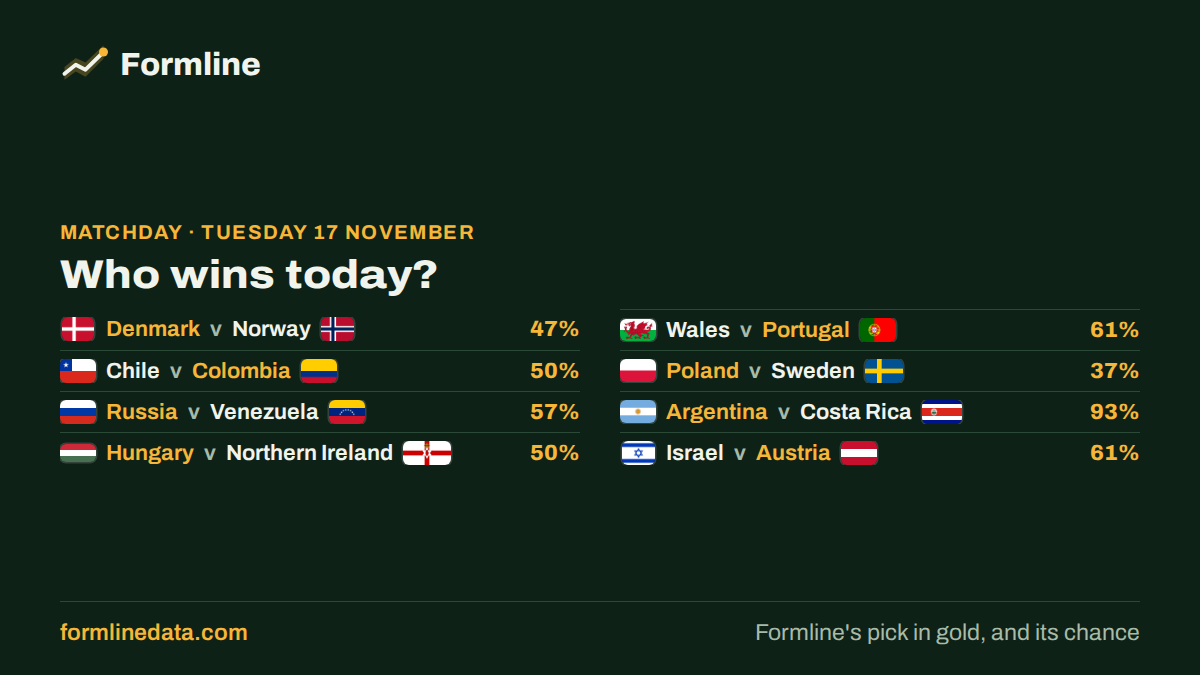 Formline
MATCHDAY · TUESDAY 17 NOVEMBER
Who wins today?
Denmark v Norway 47%
Chile v Colombia 50%
Russia v Venezuela 57%
Hungary v Northern Ireland 50%
Wales v Portugal 61%
Poland v Sweden 37%
Argentina v Costa Rica 93%
Israel v Austria 61%
formlinedata.com
Formline's pick in gold, and its chance